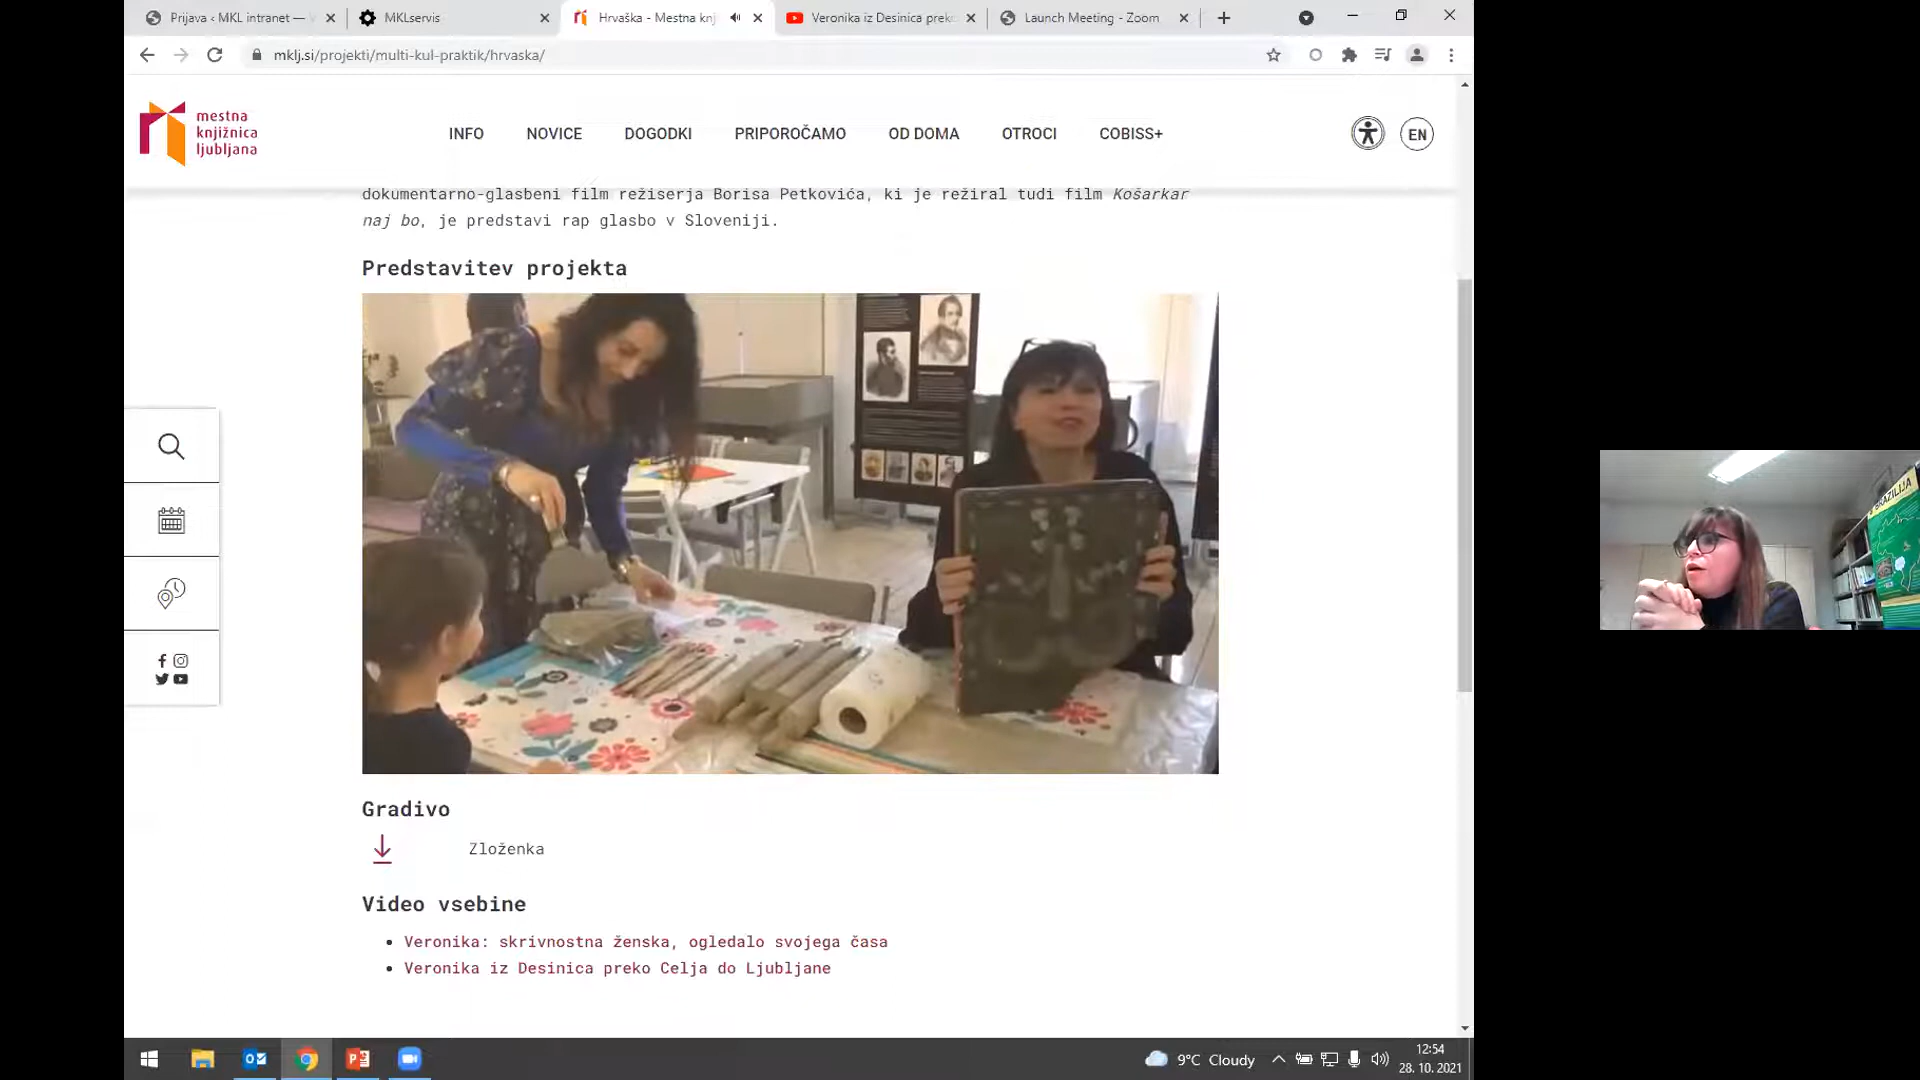 Prijava ‹ MKL intranet —
MKLservis
Hrvaška - Mestna knj
Veronika iz Desinica preko
Launch Meeting - Zoom
mklj.si/projekti/multi-kul-praktik/hrvaska/
mestna
knjižnica
ljubljana
INFO
NOVICE
DOGODKI
PRIPOROČAMO
OD DOMA
OTROCI
COBISS+
EN
dokumentarno-glasbeni film režiserja Borisa Petkovića, ki je režiral tudi film Košarkar
naj bo, je predstavi rap glasbo v Sloveniji.
Predstavitev projekta
BRAZILIJA
Gradivo
Zloženka
Video vsebine
Veronika: skrivnostna ženska, ogledalo svojega časa
Veronika iz Desinica preko Celja do Ljubljane
9°C Cloudy
12:54
28. 10. 2021